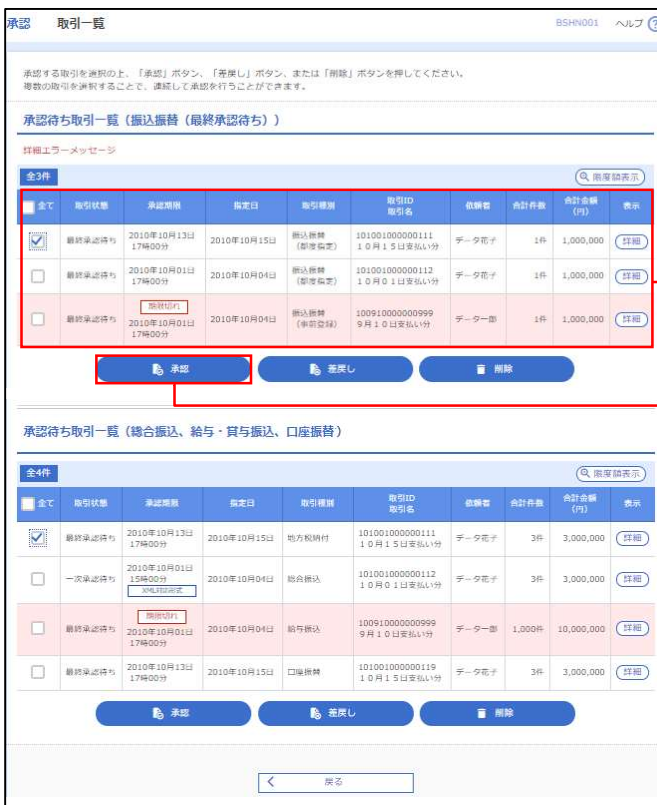 承認 取引一覧 BSHN001 ヘルプ ?
承認する取引を選択の上、「承認」ボタン、「差戻し」ボタン、または「削除」ボタンを押してください。
複数の取引を選択することで、連続して承認を行うことができます。
承認待ち取引一覧（振込振替（最終承認待ち））
詳細エラーメッセージ
全3件 限度額表示
全て 取引状態 承認期限 指定日 取引種別 取引ID 取引名 依頼者 合計件数 合計金額(円) 表示
最終承認待ち 2010年10月13日 17時00分 2010年10月15日 振込振替（都度指定） 101001000000111 １０月１５日支払い分 データ花子 1件 1,000,000 詳細
最終承認待ち 2010年10月01日 17時00分 2010年10月04日 振込振替（都度指定） 101001000000112 １０月０１日支払い分 データ花子 1件 1,000,000 詳細
最終承認待ち 期限切れ 2010年10月01日 17時00分 2010年10月04日 振込振替（事前登録） 100910000000999 ９月１０日支払い分 データ一郎 1件 1,000,000 詳細
承認 差戻し 削除
承認待ち取引一覧（総合振込、給与・賞与振込、口座振替）
全4件 限度額表示
全て 取引状態 承認期限 指定日 取引種別 取引ID 取引名 依頼者 合計件数 合計金額(円) 表示
最終承認待ち 2010年10月13日 17時00分 2010年10月15日 地方税納付 101001000000111 １０月１５日支払い分 データ花子 3件 3,000,000 詳細
一次承認待ち 2010年10月01日 15時00分 XML対応形式 2010年10月04日 総合振込 101001000000112 １０月０１日支払い分 データ花子 3件 3,000,000 詳細
最終承認待ち 期限切れ 2010年10月01日 17時00分 2010年10月04日 給与振込 100910000000999 ９月１０日支払い分 データ一郎 1,000件 10,000,000 詳細
最終承認待ち 2010年10月13日 17時00分 2010年10月15日 口座振替 101001000000119 １０月１５日支払い分 データ花子 3件 3,000,000 詳細
承認 差戻し 削除
戻る